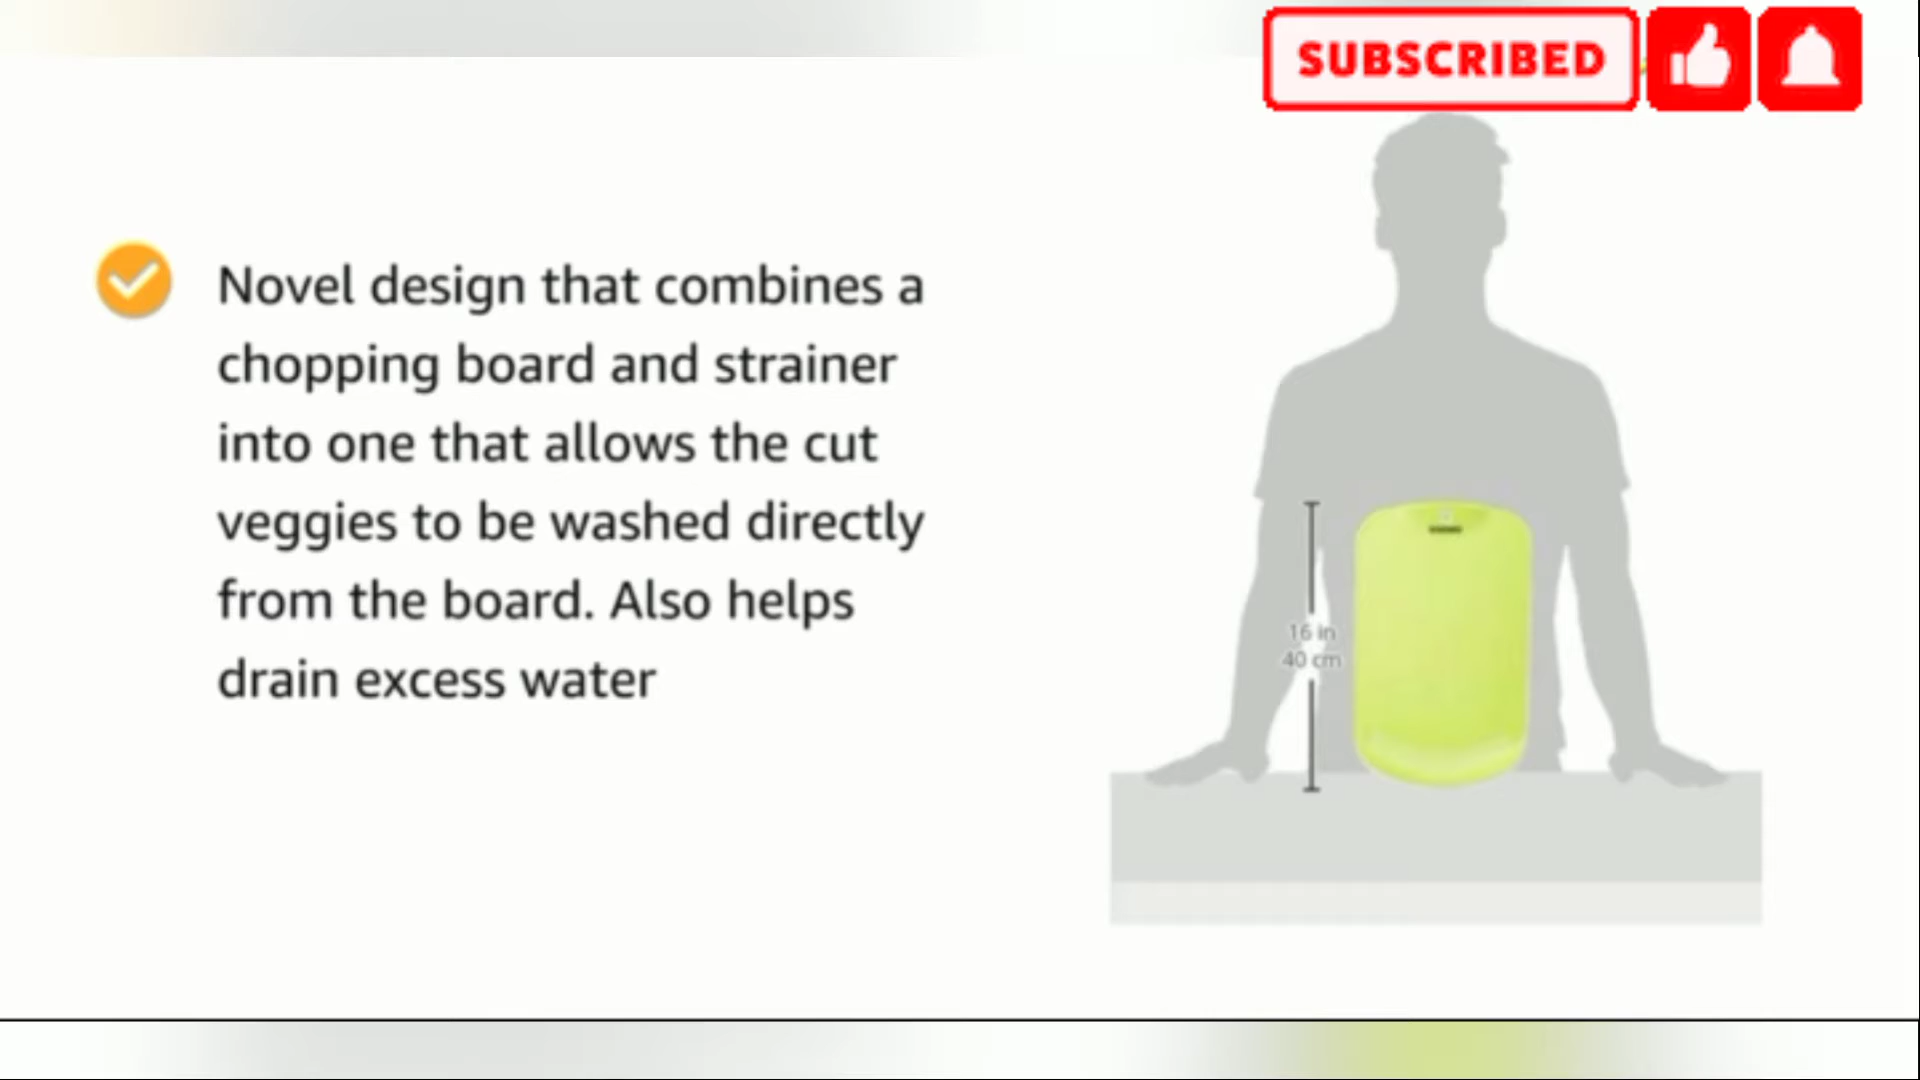 SUBSCRIBED
Novel design that combines a
chopping board and strainer
into one that allows the cut
veggies to be washed directly
from the board. Also helps
drain excess water
16 in
40 cm